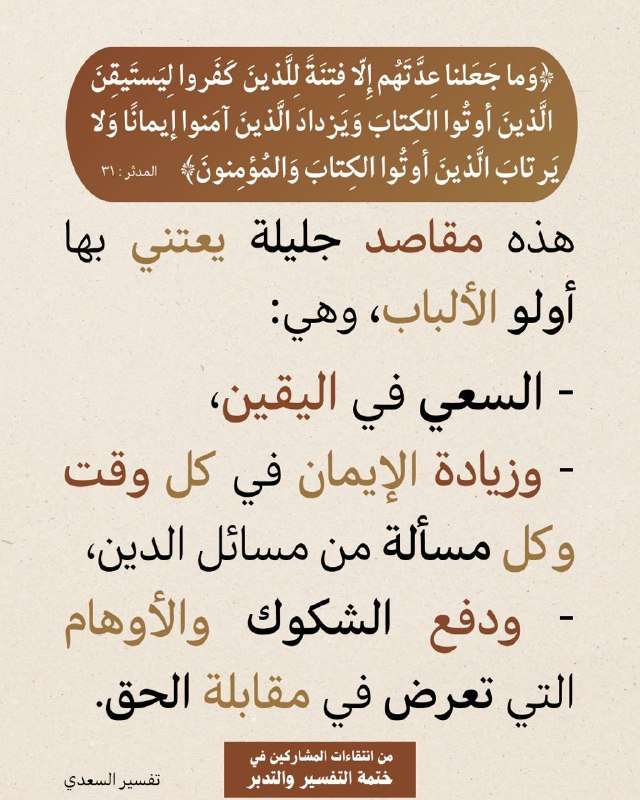 ﴿وَما جَعَلنا عِدَّتَهُم إِلّا فِتنَةً لِلَّذينَ كَفَروا لِيَستَيقِنَ
الَّذينَ أوتُوا الكِتابَ وَيَزدادَ الَّذينَ آمَنوا إيمانًا وَلا
يَرتابَ الَّذينَ أوتُوا الكِتابَ وَالمُؤمِنونَ﴾ المدثر : ٣١
هذه مقاصد جليلة يعتني بها
أولو الألباب، وهي:
- السعي في اليقين،
- وزيادة الإيمان في كل وقت
وكل مسألة من مسائل الدين،
- ودفع الشكوك والأوهام
التي تعرض في مقابلة الحق.
من انتقاءات المشاركين في
ختمة التفسير والتدبر
تفسير السعدي